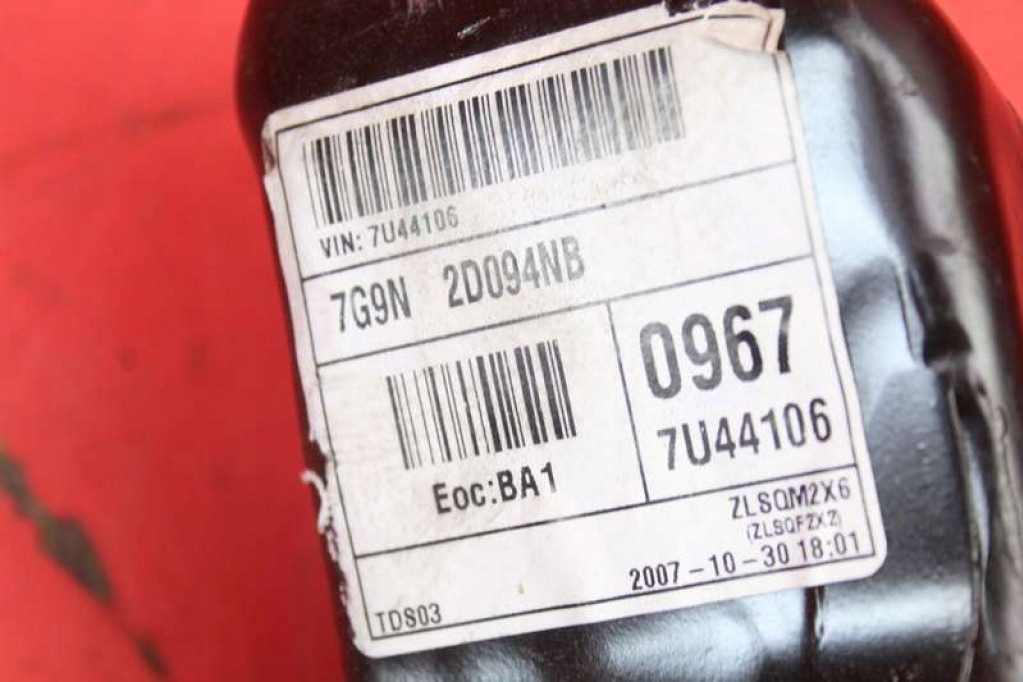 VIN: 7U44106
7G9N 2D094NB
0967
7U44106
Eoc:BA1
ZLSQM2X6
(ZLSQF2X2)
2007-10-30 18:01
TDS03